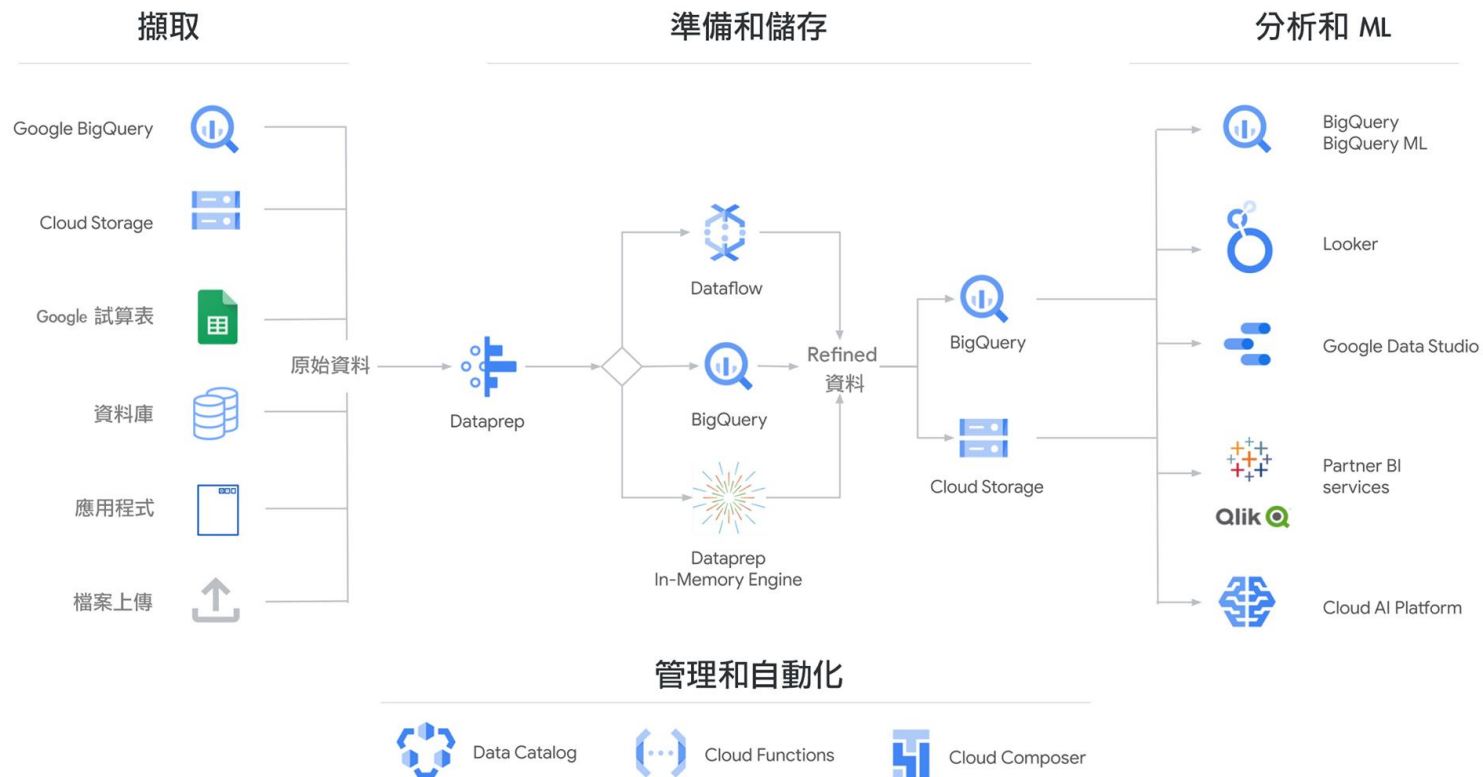 擷取
準備和儲存
分析和 ML
Google BigQuery
Cloud Storage
Google 試算表
資料庫
應用程式
檔案上傳
原始資料
Dataprep
Dataflow
BigQuery
Dataprep
In-Memory Engine
Refined
資料
BigQuery
Cloud Storage
BigQuery
BigQuery ML
Looker
Google Data Studio
Partner BI
services
Qlik
Cloud AI Platform
管理和自動化
Data Catalog
Cloud Functions
Cloud Composer